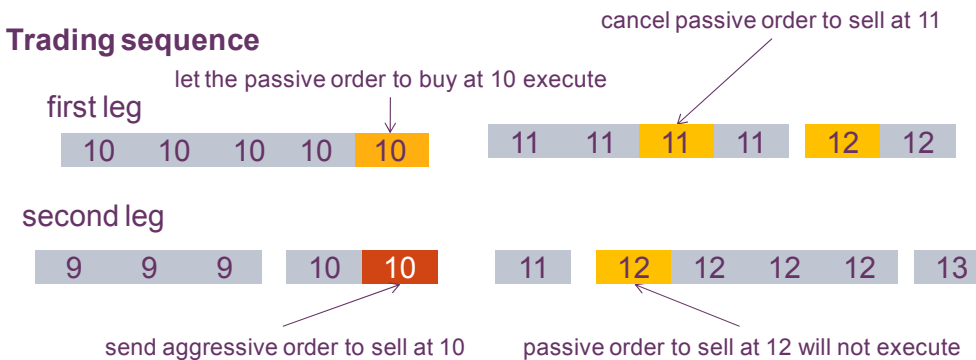 cancel passive order to sell at 11
Trading sequence
let the passive order to buy at 10 execute
first leg
10 10 10 10 10 11 11 11 11 12 12
second leg
9 9 9 10 10 11 12 12 12 12 13
send aggressive order to sell at 10 passive order to sell at 12 will not execute